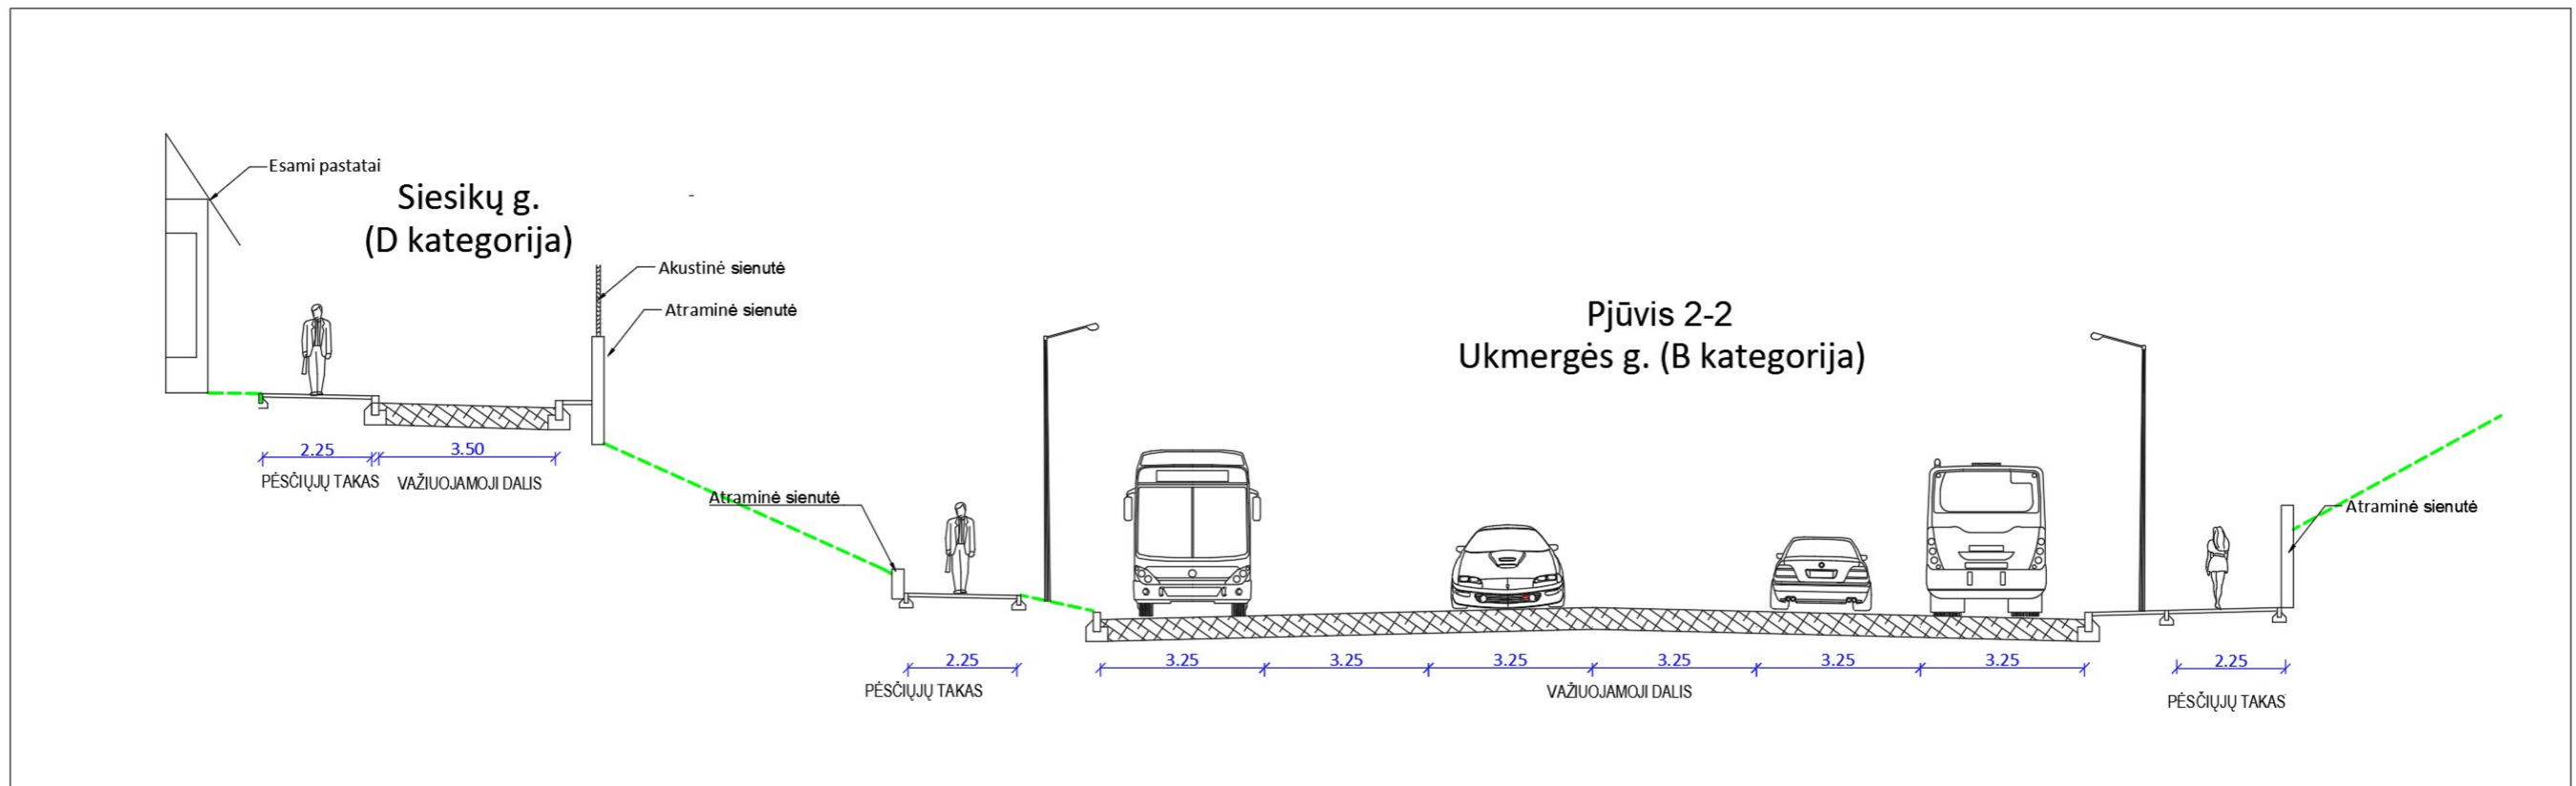 Esami pastatai
Siesikų g.
(D kategorija)
Akustinė sienutė
Atraminė sienutė
Pjūvis 2-2
Ukmergės g. (B kategorija)
2.25
3.50
PĖSČIŲJŲ TAKAS
VAŽIUOJAMOJI DALIS
Atraminė sienutė
Atraminė sienutė
2.25
3.25
3.25
3.25
3.25
3.25
3.25
2.25
PĖSČIŲJŲ TAKAS
VAŽIUOJAMOJI DALIS
PĖSČIŲJŲ TAKAS